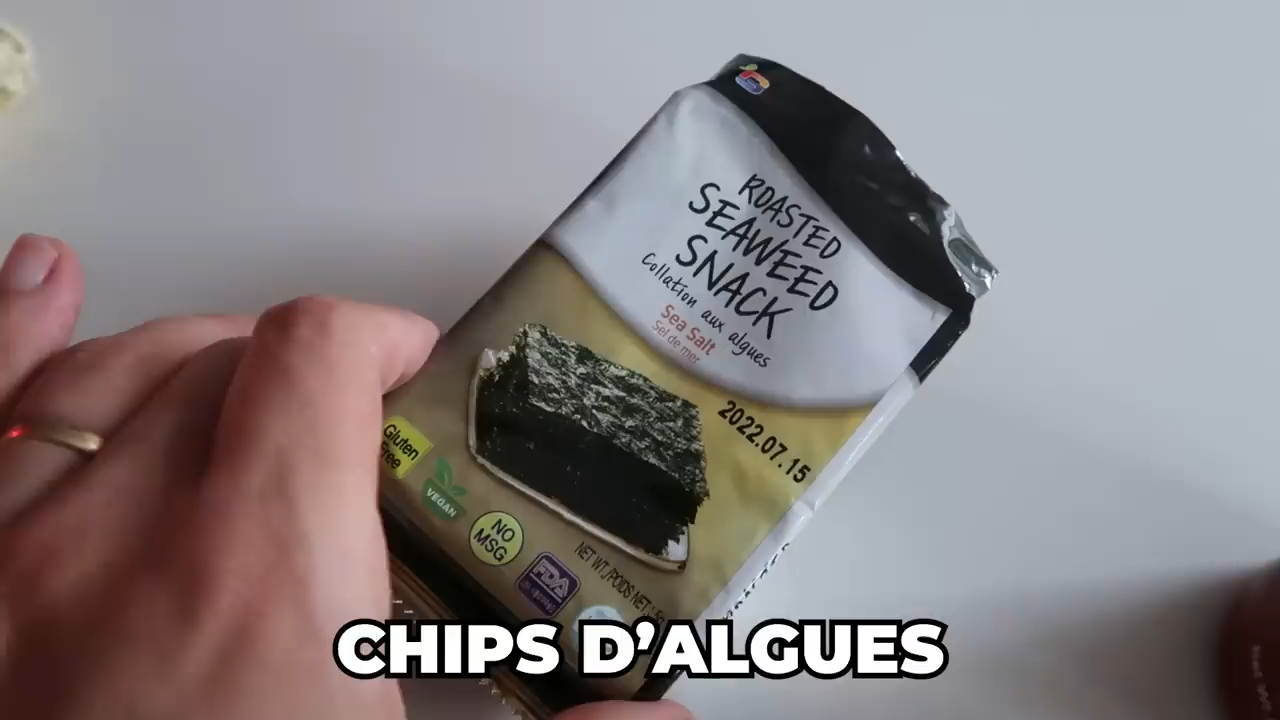 ROASTED
SEAWEED
SNACK
Collation aux algues
Sea Salt
Sel de mer
2022.07.15
Gluten
Free
VEGAN
NO
MSG
FDA
NET WT./POIDS NET:
CHIPS D’ALGUES